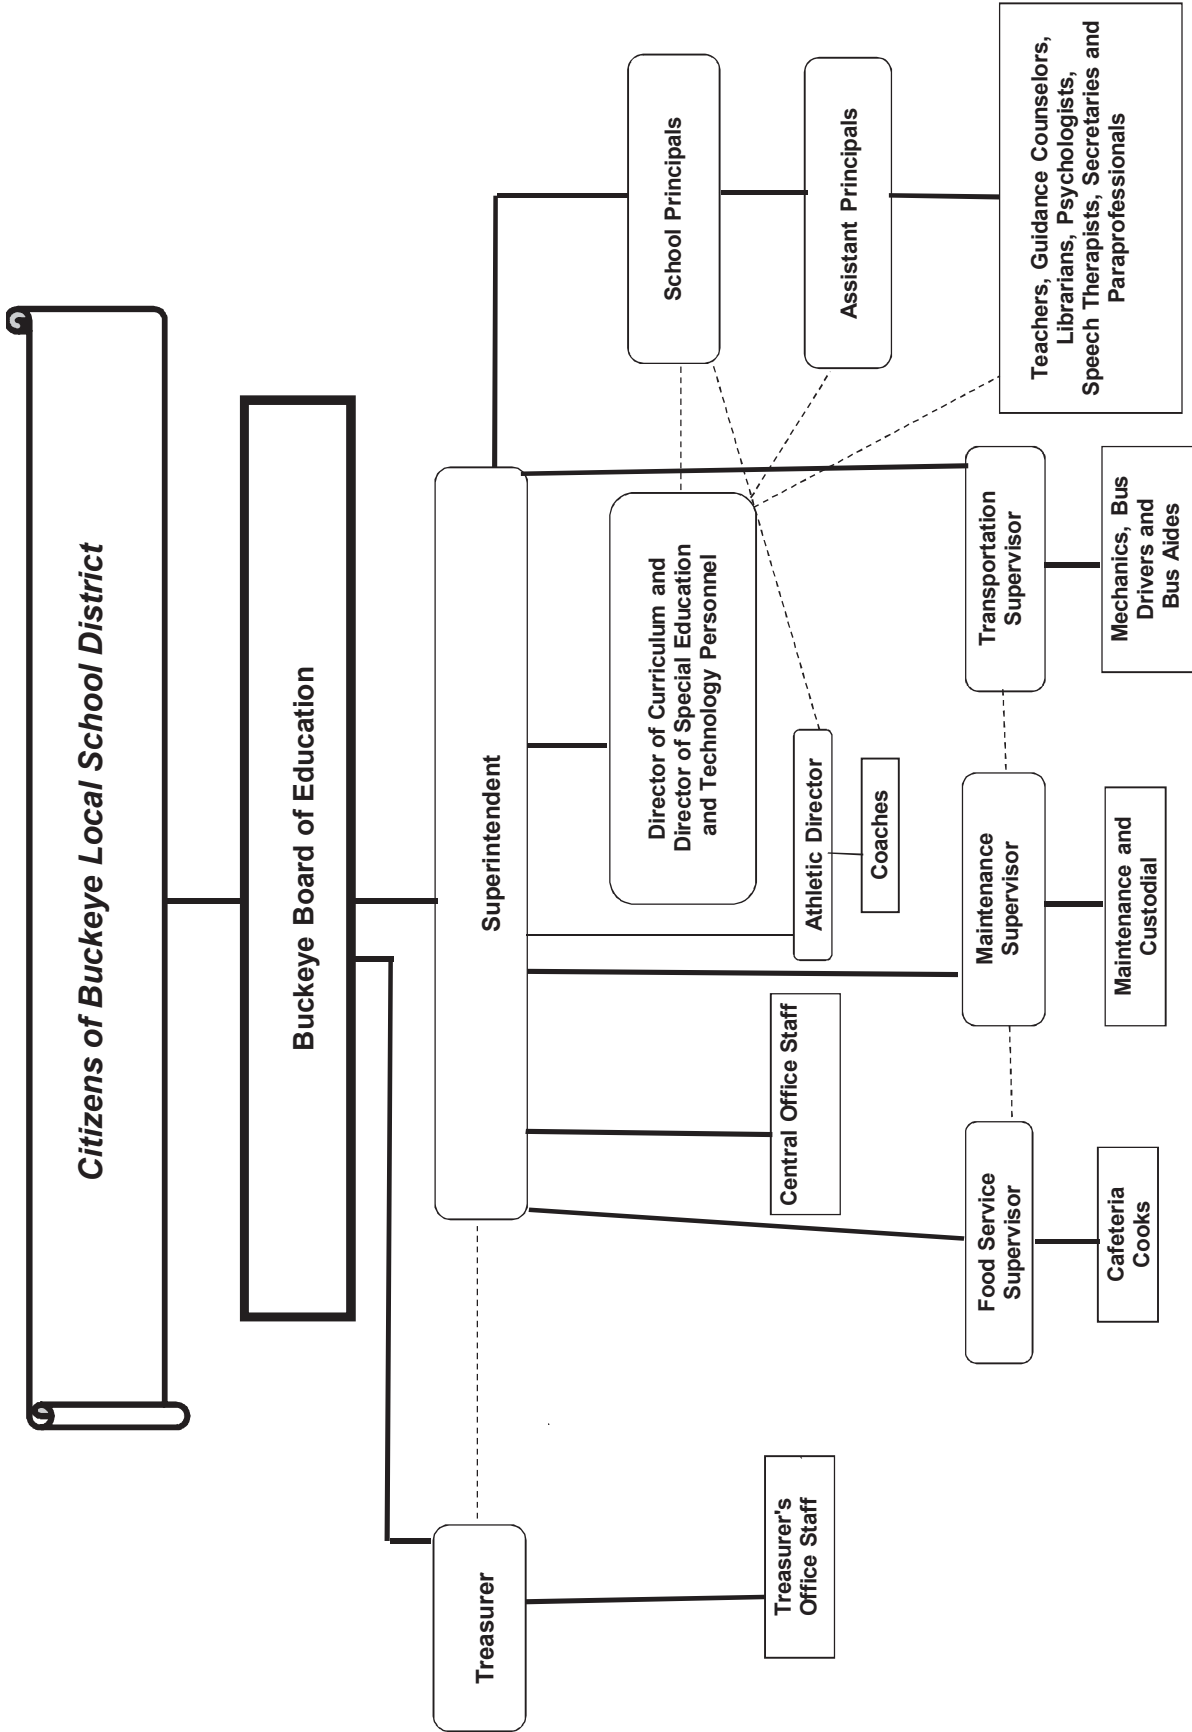 Citizens of Buckeye Local School District
Buckeye Board of Education
Treasurer
Superintendent
Treasurer's
Office Staff
Central Office Staff
Director of Curriculum and
Director of Special Education
and Technology Personnel
Athletic Director
Coaches
School Principals
Assistant Principals
Teachers, Guidance Counselors,
Librarians, Psychologists,
Speech Therapists, Secretaries and
Paraprofessionals
Food Service
Supervisor
Cafeteria
Cooks
Maintenance
Supervisor
Maintenance and
Custodial
Transportation
Supervisor
Mechanics, Bus
Drivers and
Bus Aides